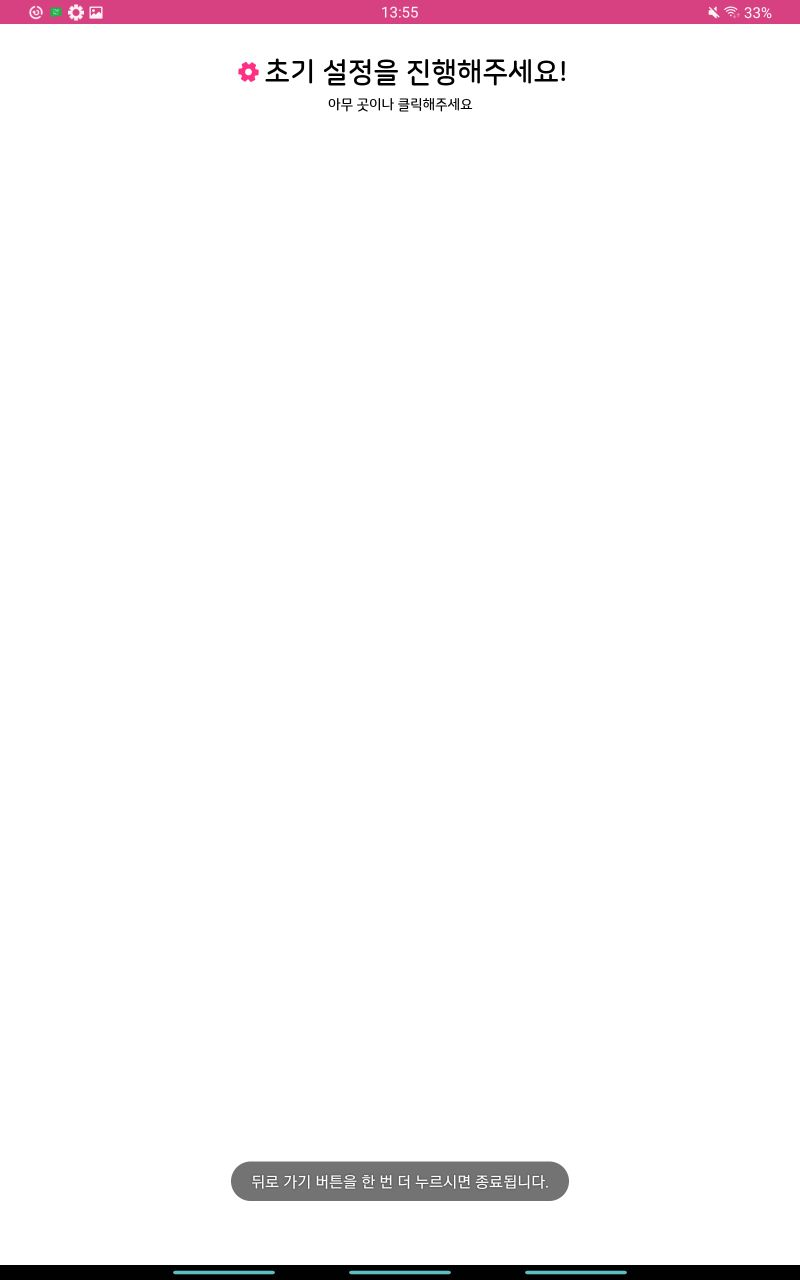 13:55
33%
초기 설정을 진행해주세요!
아무 곳이나 클릭해주세요
뒤로 가기 버튼을 한 번 더 누르시면 종료됩니다.